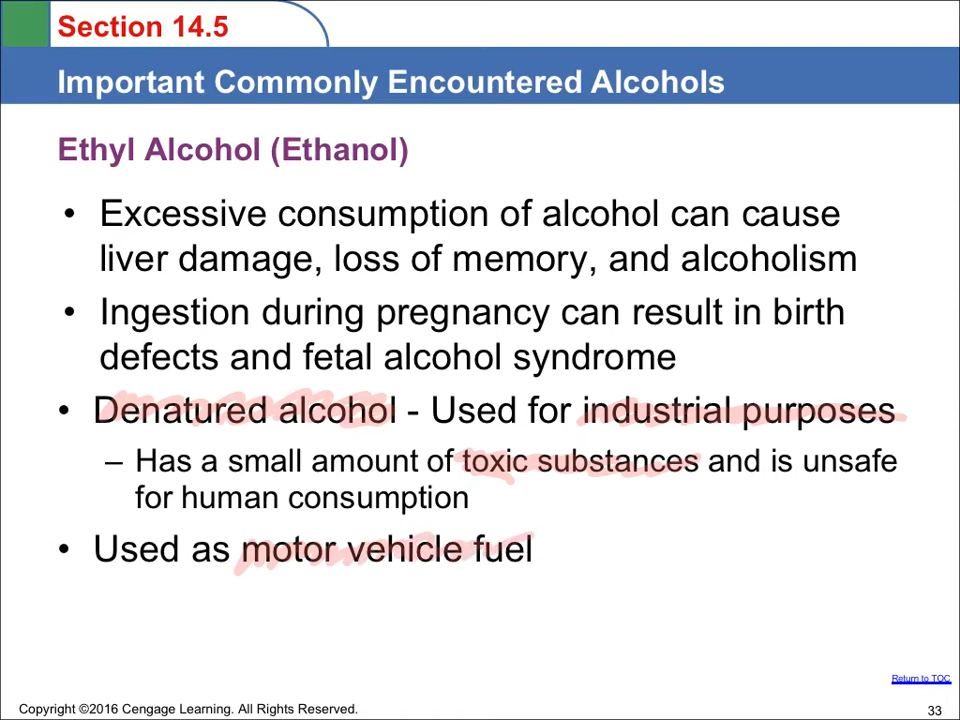 Section 14.5
Important Commonly Encountered Alcohols
Ethyl Alcohol (Ethanol)
• Excessive consumption of alcohol can cause
liver damage, loss of memory, and alcoholism
• Ingestion during pregnancy can result in birth
defects and fetal alcohol syndrome
• Denatured alcohol - Used for industrial purposes
– Has a small amount of toxic substances and is unsafe
for human consumption
• Used as motor vehicle fuel
Return to TOC
Copyright ©2016 Cengage Learning. All Rights Reserved.
33